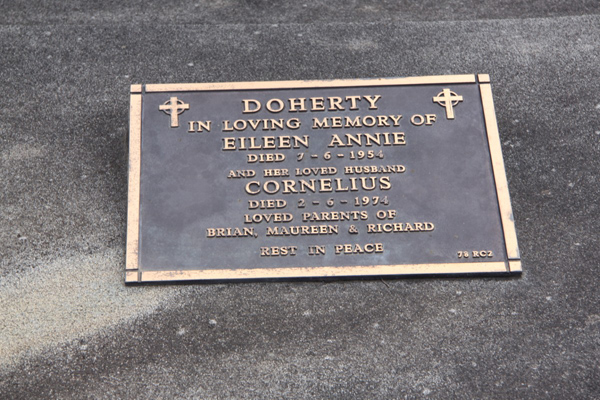 DOHERTY
IN LOVING MEMORY OF
EILEEN ANNIE
DIED 7-6-1954
AND HER LOVED HUSBAND
CORNELIUS
DIED 2-6-1974
LOVED PARENTS OF
BRIAN, MAUREEN & RICHARD
REST IN PEACE
78 RC2